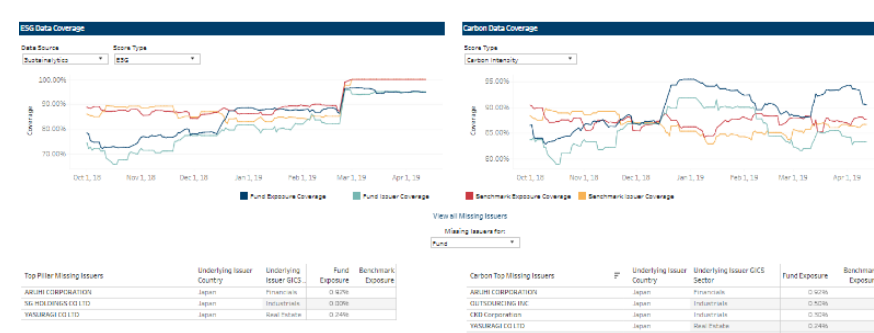 ESG Data Coverage
Data Source
Score Type
Sustainalytics
ESG
100.00%
90.00%
80.00%
70.00%
Coverage
Oct 1, 18 Nov 1, 18 Dec 1, 18 Jan 1, 19 Feb 1, 19 Mar 1, 19 Apr 1, 19
Carbon Data Coverage
Score Type
Carbon Intensity
95.00%
90.00%
85.00%
80.00%
Coverage
Oct 1, 18 Nov 1, 18 Dec 1, 18 Jan 1, 19 Feb 1, 19 Mar 1, 19 Apr 1, 19
Fund Exposure Coverage Fund Issuer Coverage Benchmark Exposure Coverage Benchmark Issuer Coverage
View all Missing Issuers
Missing Issuers for:
Fund
Top Piller Missing Issuers
Underlying Issuer Country
Underlying Issuer GICS...
Fund Exposure
Benchmark Exposure
ARUHI CORPORATION Japan Financials 0.92%
SG HOLDINGS CO LTD Japan Industrials 0.00%
YASURAGI CO LTD Japan Real Estate 0.24%
Carbon Top Missing Issuers
Underlying Issuer Country
Underlying Issuer GICS Sector
Fund Exposure
Exposure
ARUHI CORPORATION Japan Financials 0.92%
OUTSOURCING INC Japan Industrials 0.50%
CKD Corporation Japan Industrials 0.30%
YASURAGI CO LTD Japan Real Estate 0.24%